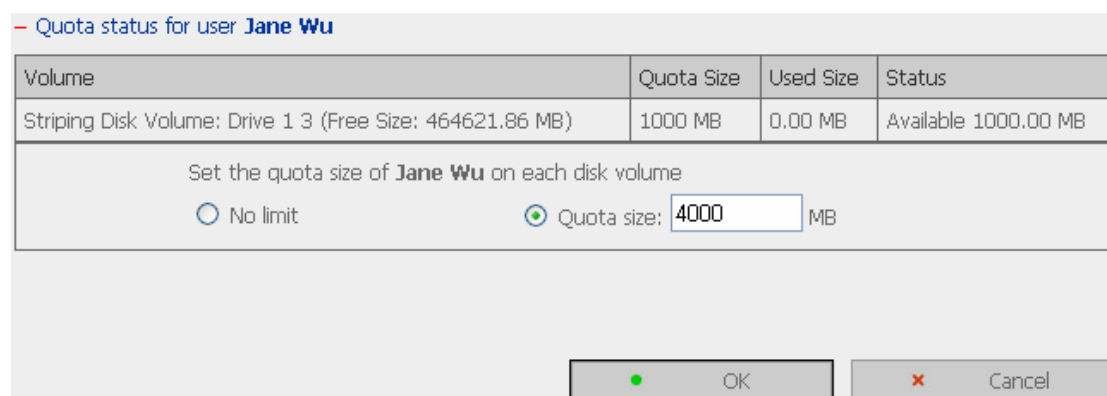 – Quota status for user Jane Wu
Volume Quota Size Used Size Status
Striping Disk Volume: Drive 1 3 (Free Size: 464621.86 MB) 1000 MB 0.00 MB Available 1000.00 MB
Set the quota size of Jane Wu on each disk volume
No limit Quota size: 4000 MB
OK Cancel